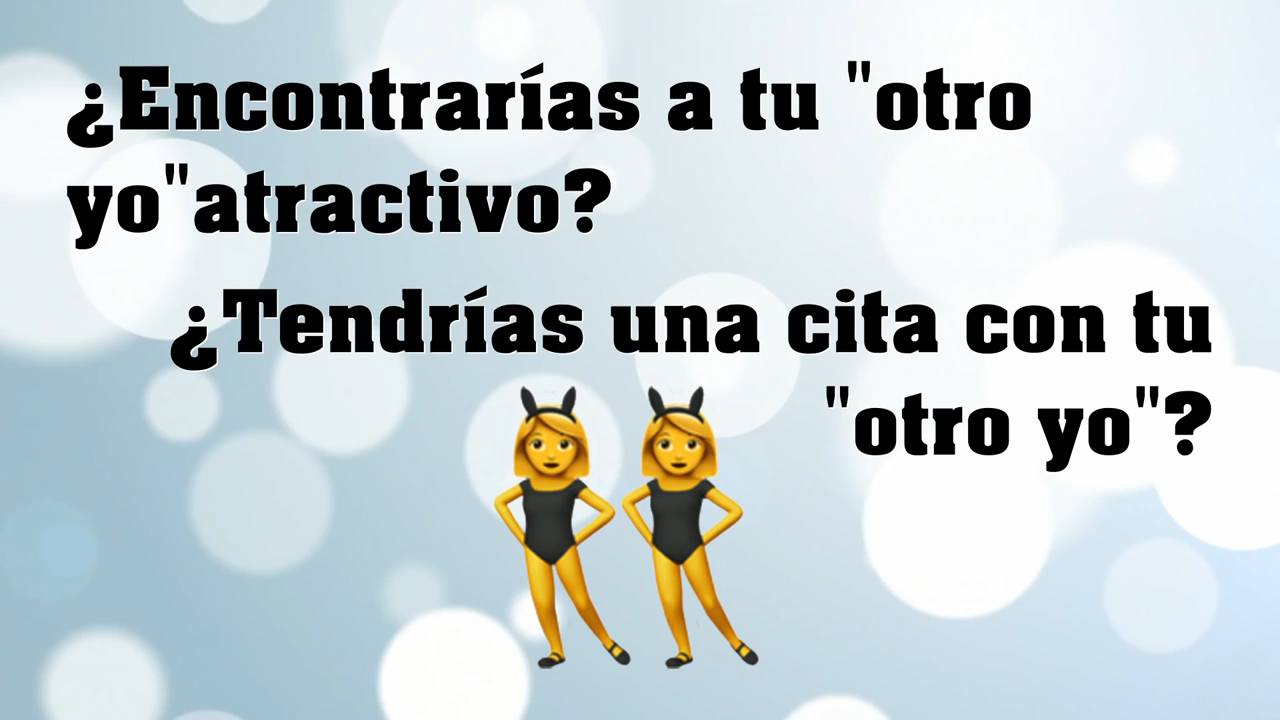 ¿Encontrarías a tu "otro
yo"atractivo?
¿Tendrías una cita con tu
"otro yo"?